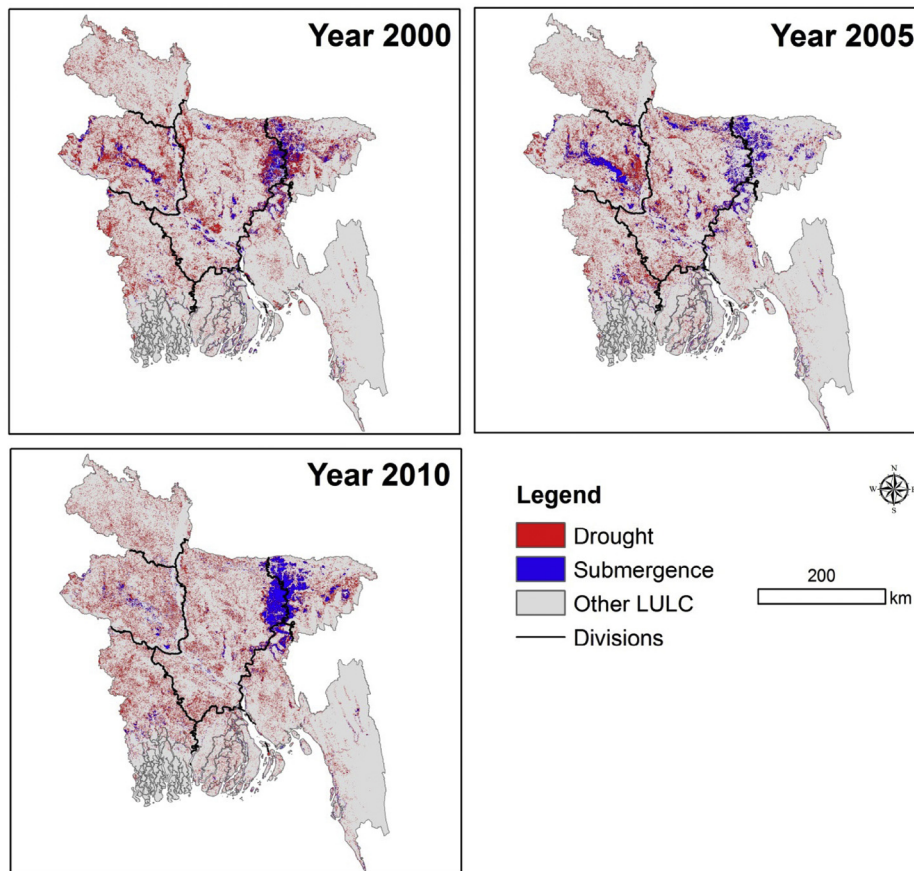 Year 2000
Year 2005
Year 2010
Legend
Drought
Submergence
Other LULC
Divisions
N
W
E
S
200
km